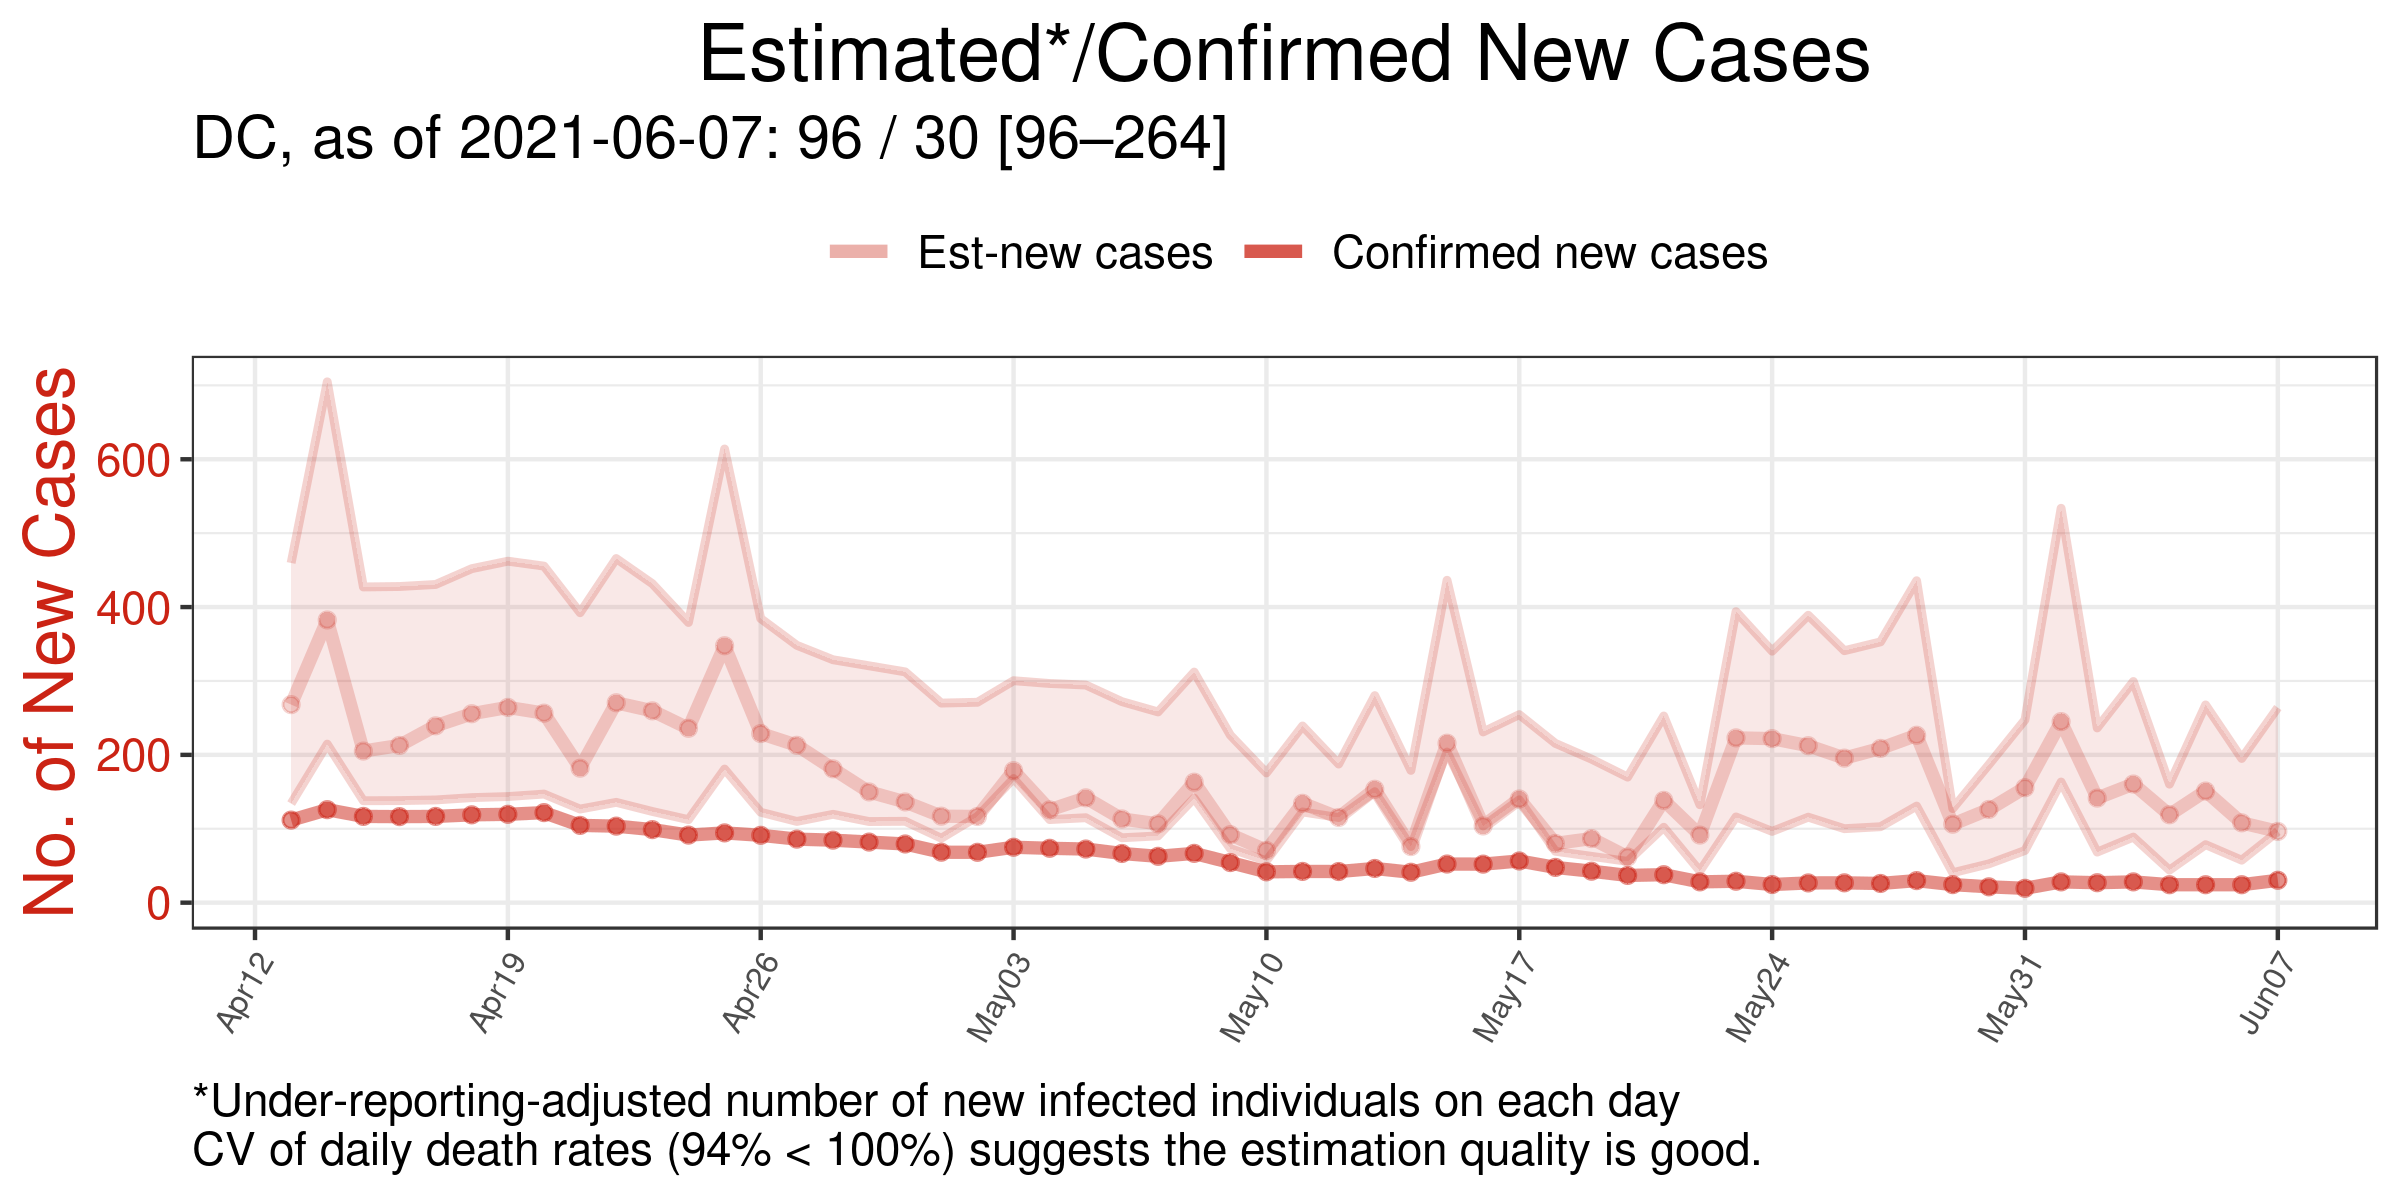 Estimated*/Confirmed New Cases
DC, as of 2021-06-07: 96 / 30 [96–264]
Est-new cases
Confirmed new cases
No. of New Cases
600
400
200
0
Apr12
Apr19
Apr26
May03
May10
May17
May24
May31
Jun07
*Under-reporting-adjusted number of new infected individuals on each day
CV of daily death rates (94% < 100%) suggests the estimation quality is good.